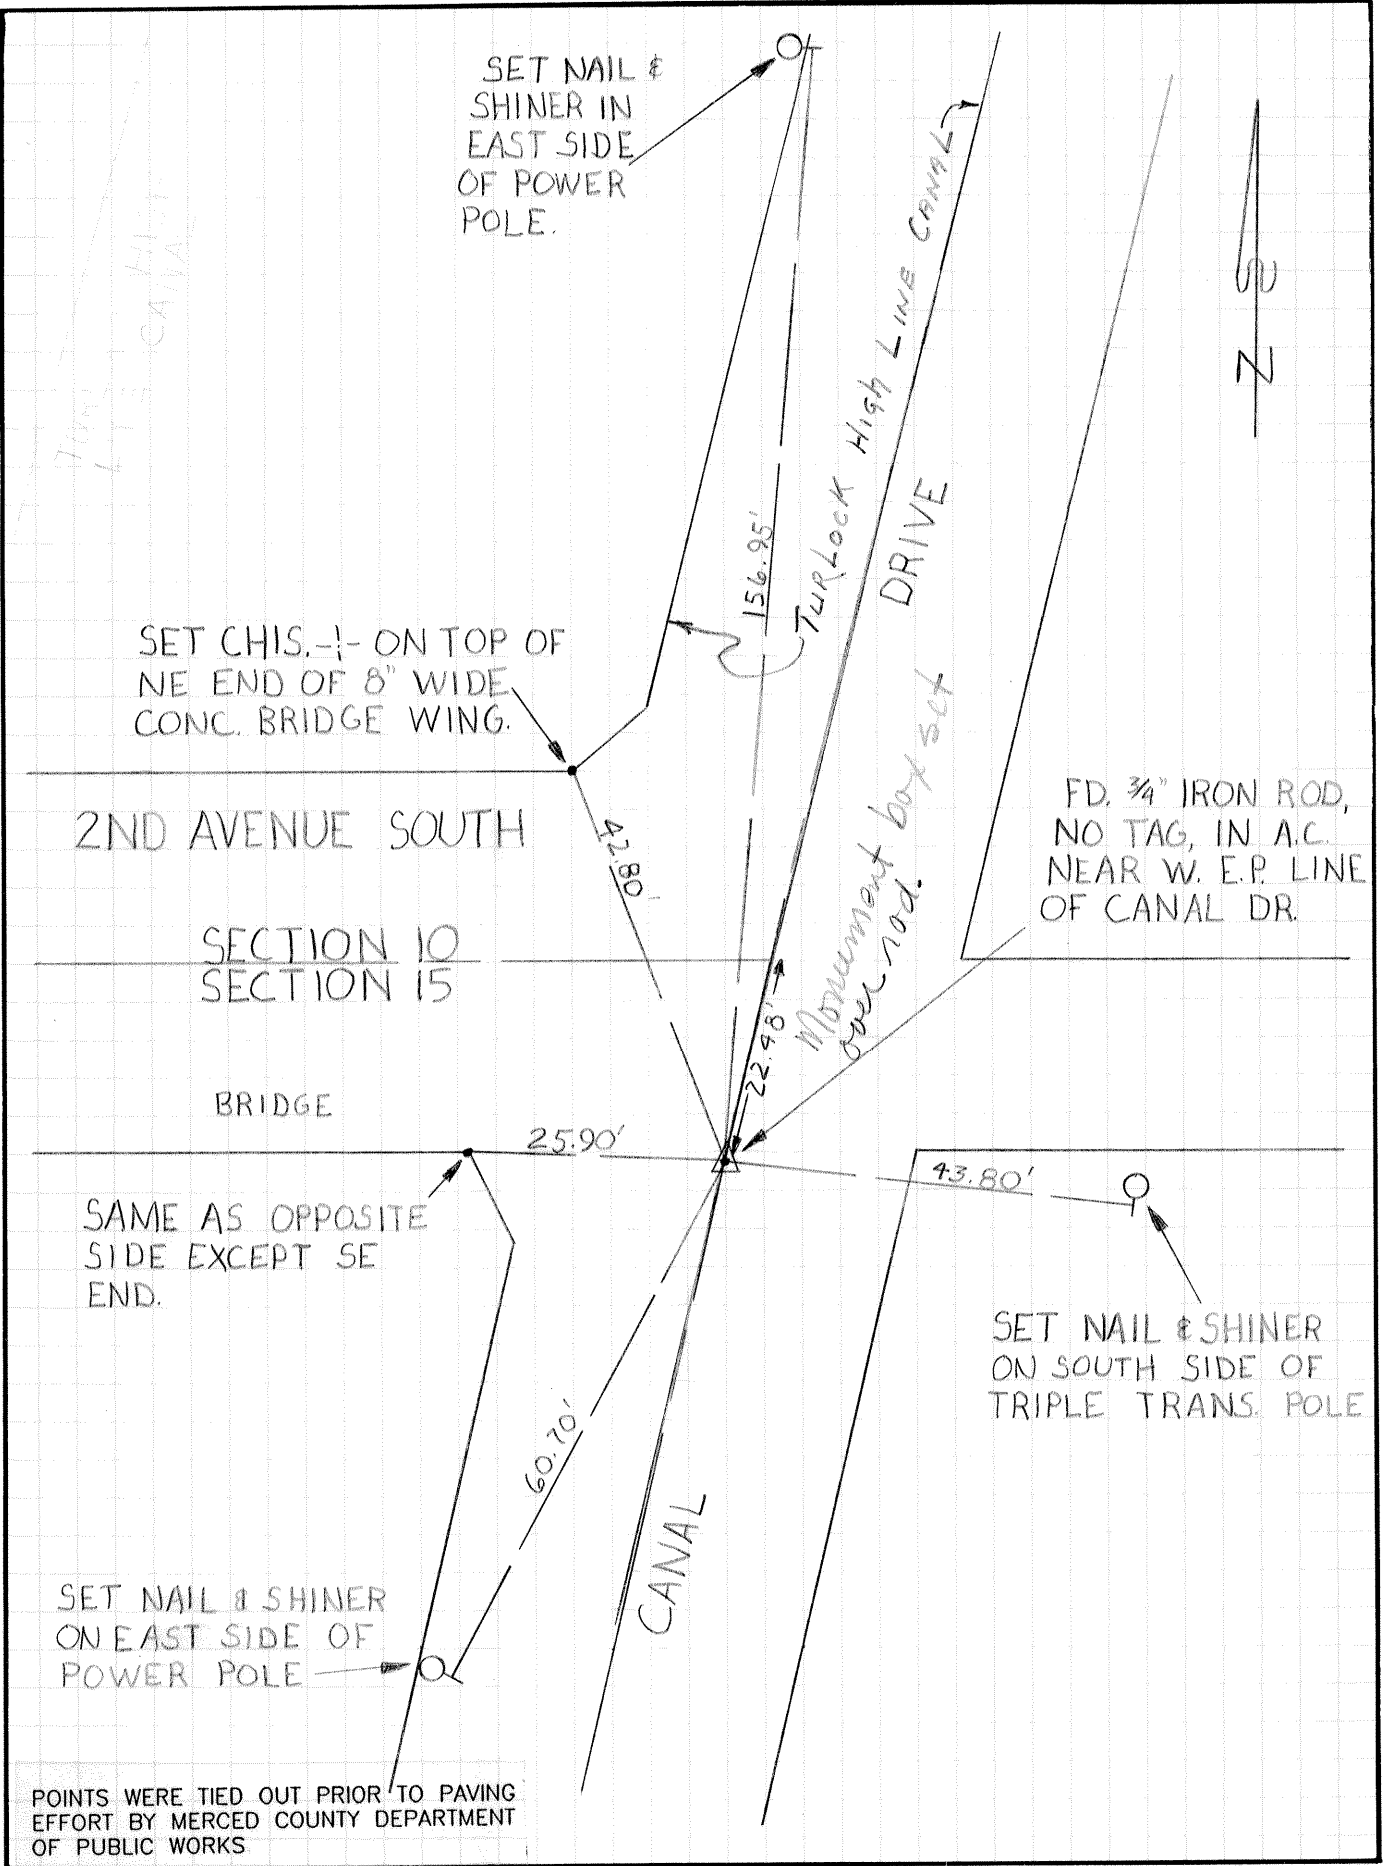 SET NAIL &
SHINER IN
EAST SIDE
OF POWER
POLE.
TURLOCK HIGH LINE CANAL
N
156.95'
DRIVE
SET CHIS. -¦- ON TOP OF
NE END OF 8" WIDE
CONC. BRIDGE WING.
Monument box set
over rod.
2ND AVENUE SOUTH
42.80'
FD. 3/4" IRON ROD,
NO TAG, IN A.C.
NEAR W. E.P. LINE
OF CANAL DR.
SECTION 10
SECTION 15
22.48'
BRIDGE
25.90'
43.80'
SAME AS OPPOSITE
SIDE EXCEPT SE
END.
SET NAIL & SHINER
ON SOUTH SIDE OF
TRIPLE TRANS. POLE
60.70'
CANAL
SET NAIL & SHINER
ON EAST SIDE OF
POWER POLE
POINTS WERE TIED OUT PRIOR TO PAVING
EFFORT BY MERCED COUNTY DEPARTMENT
OF PUBLIC WORKS